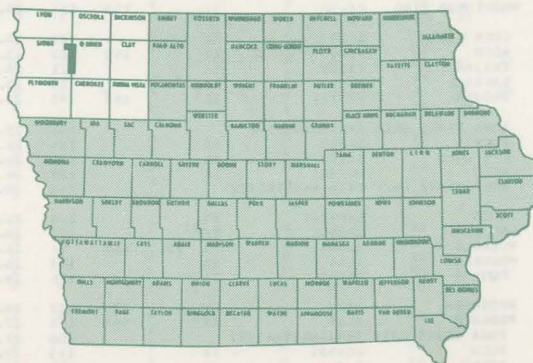 LYON OSCEOLA DICKINSON EMMET KOSSUTH WINNEBAGO WORTH MITCHELL HOWARD WINNESHIEK ALLAMAKEE
SIOUX O'BRIEN CLAY PALO ALTO HANCOCK CERRO GORDO FLOYD CHICKASAW
FAYETTE CLAYTON
PLYMOUTH CHEROKEE BUENA VISTA POCAHONTAS HUMBOLDT WRIGHT FRANKLIN BUTLER BREMER
WEBSTER
WOODBURY IDA SAC CALHOUN HAMILTON HARDIN GRUNDY BLACK HAWK BUCHANAN DELAWARE DUBUQUE
MONONA CRAWFORD CARROLL GREENE BOONE STORY MARSHALL TAMA BENTON LINN JONES JACKSON
CLINTON
CEDAR
HARRISON SHELBY AUDUBON GUTHRIE DALLAS POLK JASPER POWESHIEK IOWA JOHNSON SCOTT
MUSCATINE
POTTAWATTAMIE CASS ADAIR MADISON WARREN MARION MAHASKA KEOKUK WASHINGTON
LOUISA
MILLS MONTGOMERY ADAMS UNION CLARKE LUCAS MONROE WAPELLO JEFFERSON HENRY DES MOINES
FREMONT PAGE TAYLOR RINGGOLD DECATUR WAYNE APPANOOSE DAVIS VAN BUREN
LEE